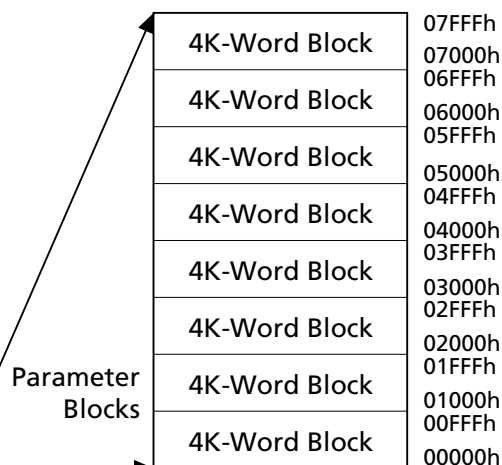 4K-Word Block
07FFFh
07000h
4K-Word Block
06FFFh
06000h
4K-Word Block
05FFFh
05000h
4K-Word Block
04FFFh
04000h
4K-Word Block
03FFFh
03000h
4K-Word Block
02FFFh
02000h
Parameter
Blocks
4K-Word Block
01FFFh
01000h
4K-Word Block
00FFFh
00000h